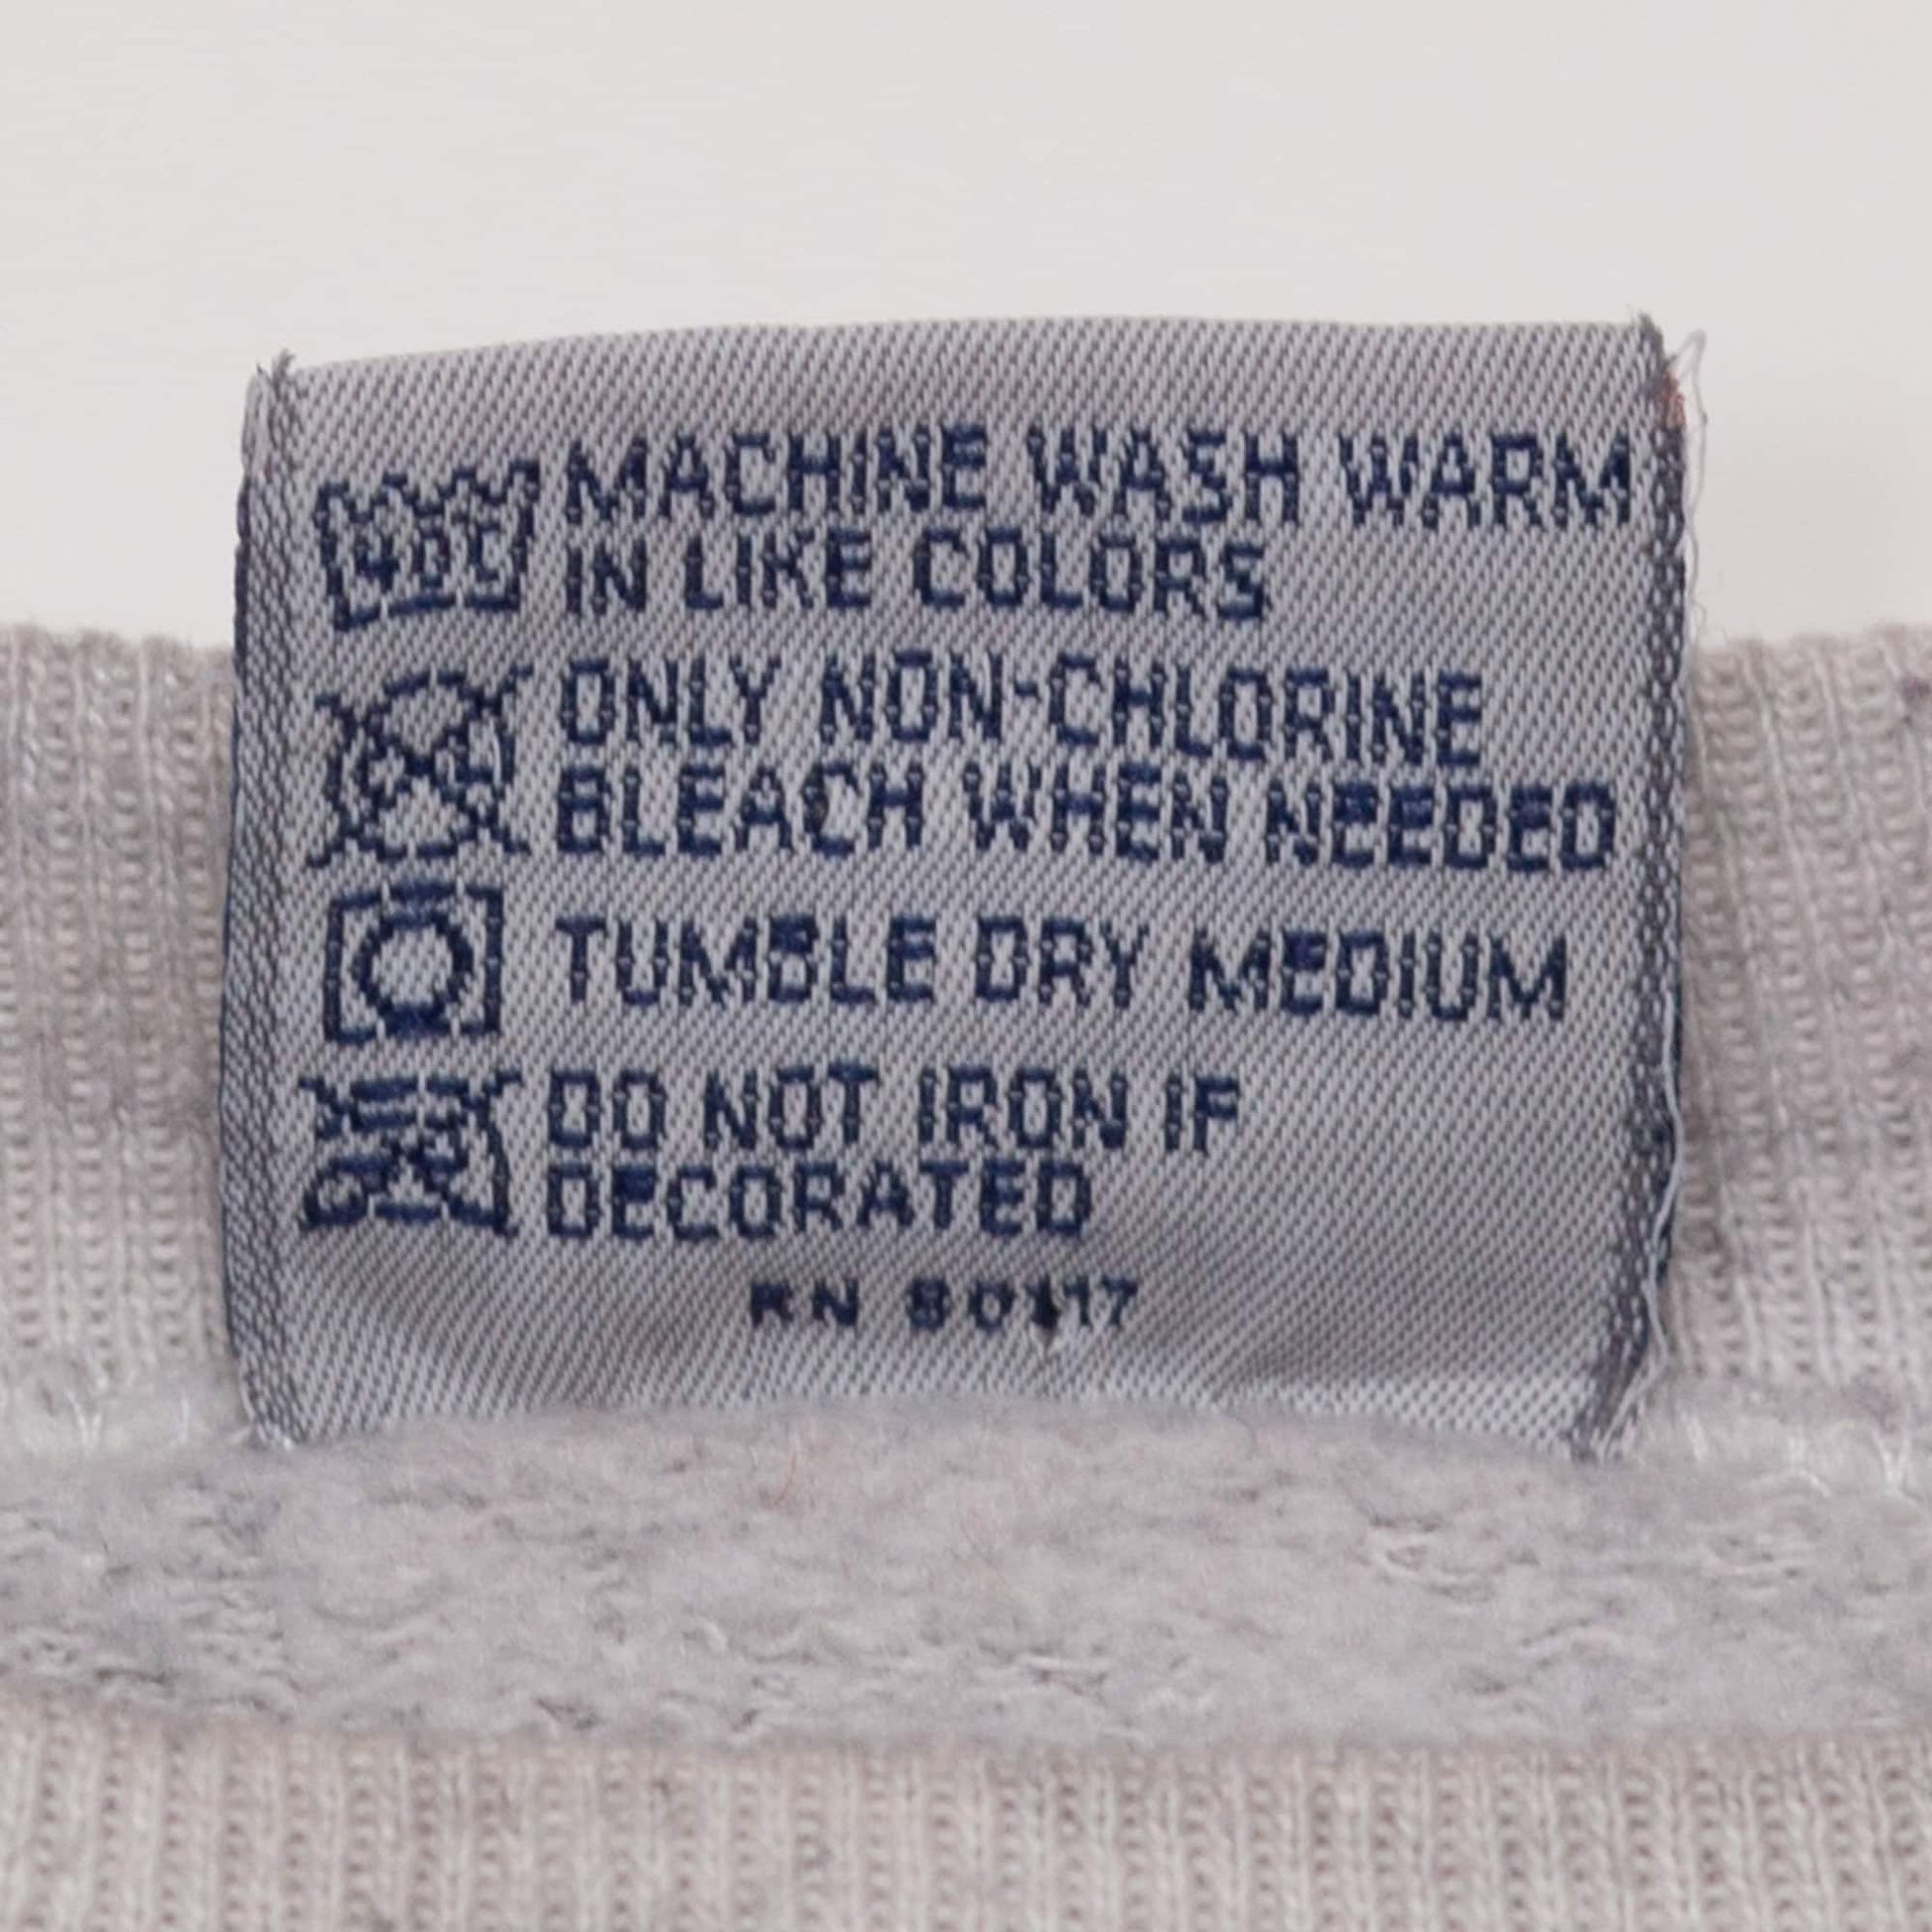 MACHINE WASH WARM
IN LIKE COLORS
ONLY NON-CHLORINE
BLEACH WHEN NEEDED
TUMBLE DRY MEDIUM
DO NOT IRON IF
DECORATED
RN